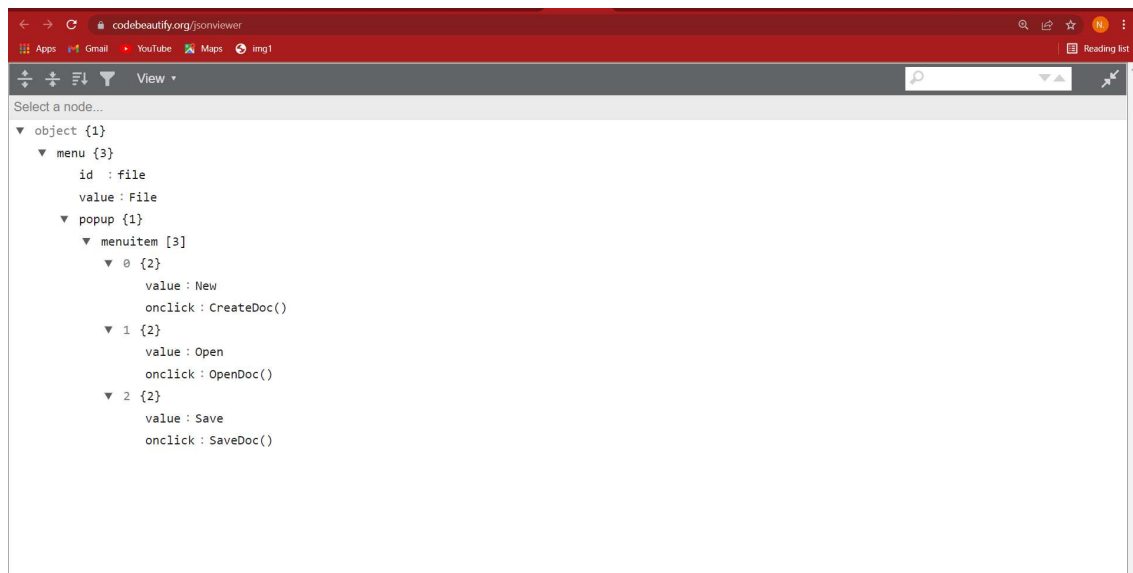 codebeautify.org/jsonviewer
N.
Apps Gmail YouTube Maps img1 Reading list
View
Select a node...
object {1}
menu {3}
id : file
value : File
popup {1}
menuitem [3]
0 {2}
value : New
onclick : CreateDoc()
1 {2}
value : Open
onclick : OpenDoc()
2 {2}
value : Save
onclick : SaveDoc()